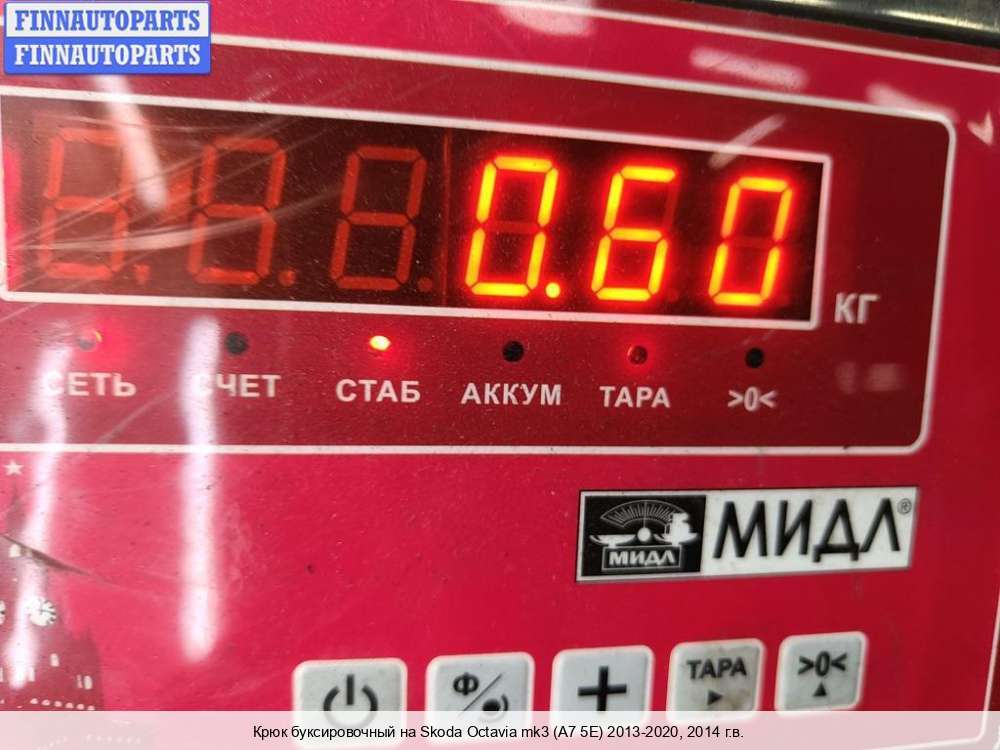 FINNAUTOPARTS
FINNAUTOPARTS
0.60
КГ
СЕТЬ СЧЕТ СТАБ АККУМ ТАРА >0<
МИДЛ МИДЛ®
Ф ТАРА >0<
Крюк буксировочный на Skoda Octavia mk3 (A7 5E) 2013-2020, 2014 г.в.